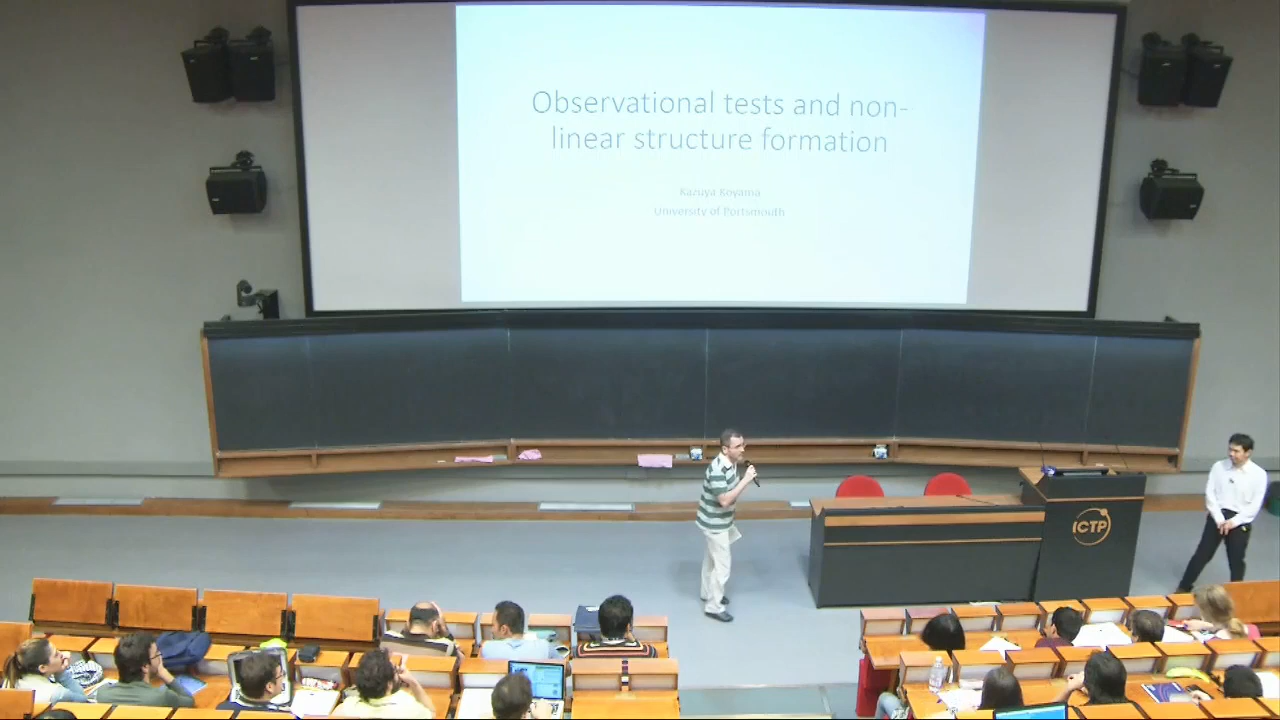 Observational tests and non-
linear structure formation
Kazuya Koyama
University of Portsmouth
ICTP